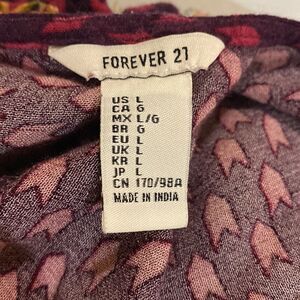 FOREVER 21
US L
CA G
MX L/G
BR G
EU L
UK L
KR L
JP L
CN 170/98A
MADE IN INDIA